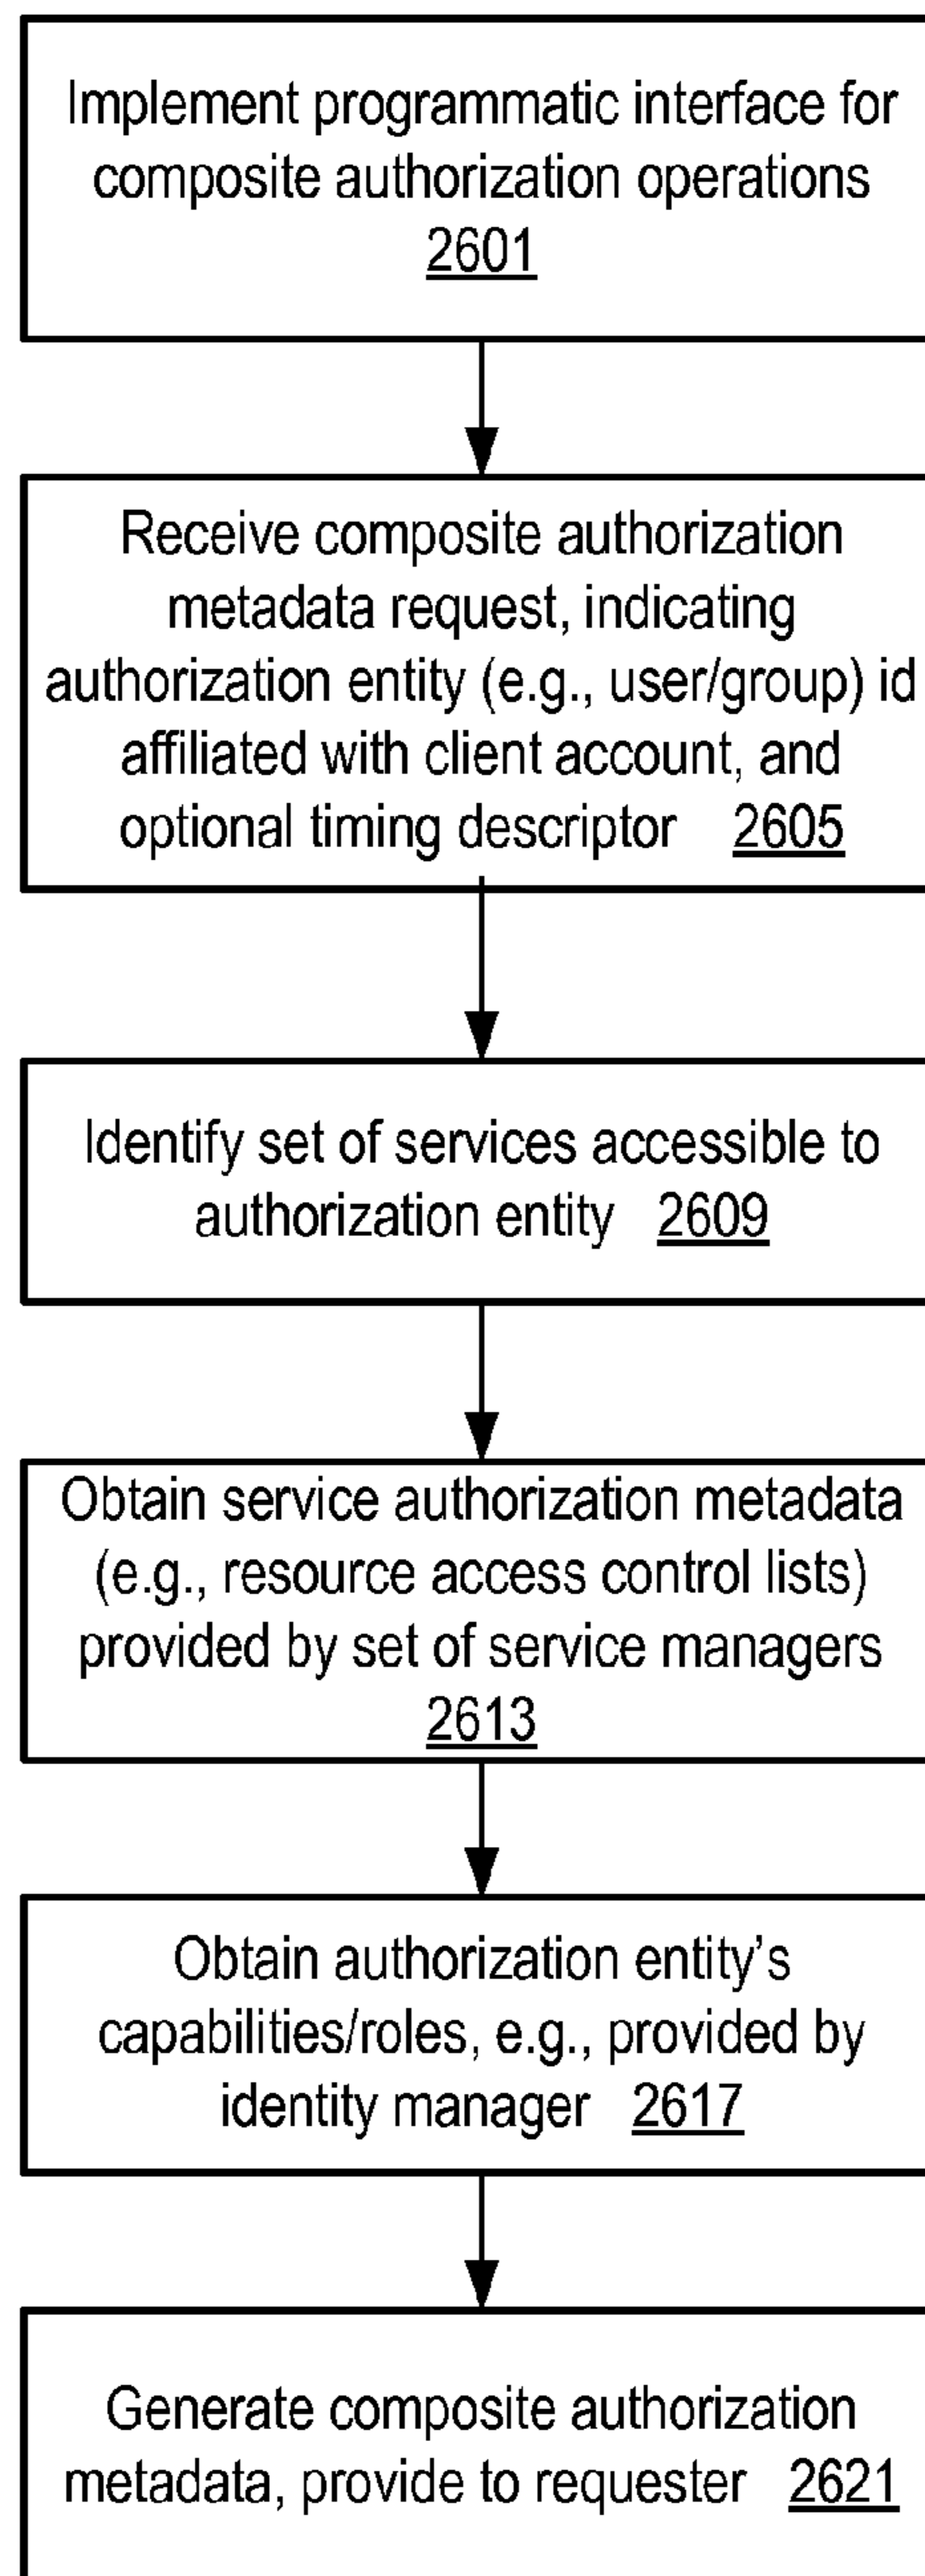 Implement programmatic interface for
composite authorization operations
2601
Receive composite authorization
metadata request, indicating
authorization entity (e.g., user/group) id
affiliated with client account, and
optional timing descriptor 2605
Identify set of services accessible to
authorization entity 2609
Obtain service authorization metadata
(e.g., resource access control lists)
provided by set of service managers
2613
Obtain authorization entity’s
capabilities/roles, e.g., provided by
identity manager 2617
Generate composite authorization
metadata, provide to requester 2621